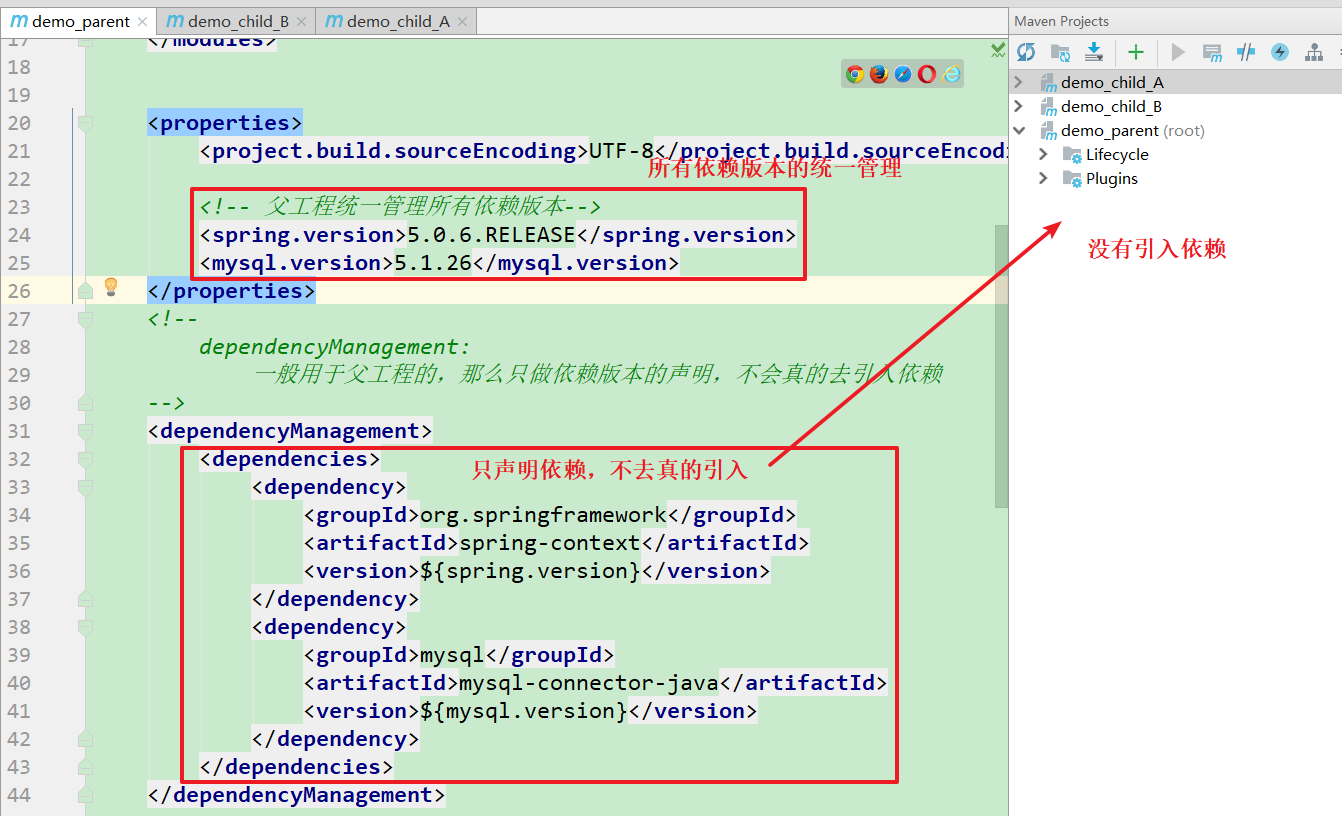 demo_parent demo_child_B demo_child_A Maven Projects
17 </modules>
18
19
20 <properties>
21 <project.build.sourceEncoding>UTF-8</project.build.sourceEncodi
所有依赖版本的统一管理
22
23 <!-- 父工程统一管理所有依赖版本-->
24 <spring.version>5.0.6.RELEASE</spring.version>
25 <mysql.version>5.1.26</mysql.version>
26 </properties>
27 <!--
28 dependencyManagement:
29 一般用于父工程的，那么只做依赖版本的声明，不会真的去引入依赖
30 -->
31 <dependencyManagement>
32 <dependencies>
只声明依赖，不去真的引入
33 <dependency>
34 <groupId>org.springframework</groupId>
35 <artifactId>spring-context</artifactId>
36 <version>${spring.version}</version>
37 </dependency>
38 <dependency>
39 <groupId>mysql</groupId>
40 <artifactId>mysql-connector-java</artifactId>
41 <version>${mysql.version}</version>
42 </dependency>
43 </dependencies>
44 </dependencyManagement>
demo_child_A
demo_child_B
demo_parent (root)
Lifecycle
Plugins
没有引入依赖